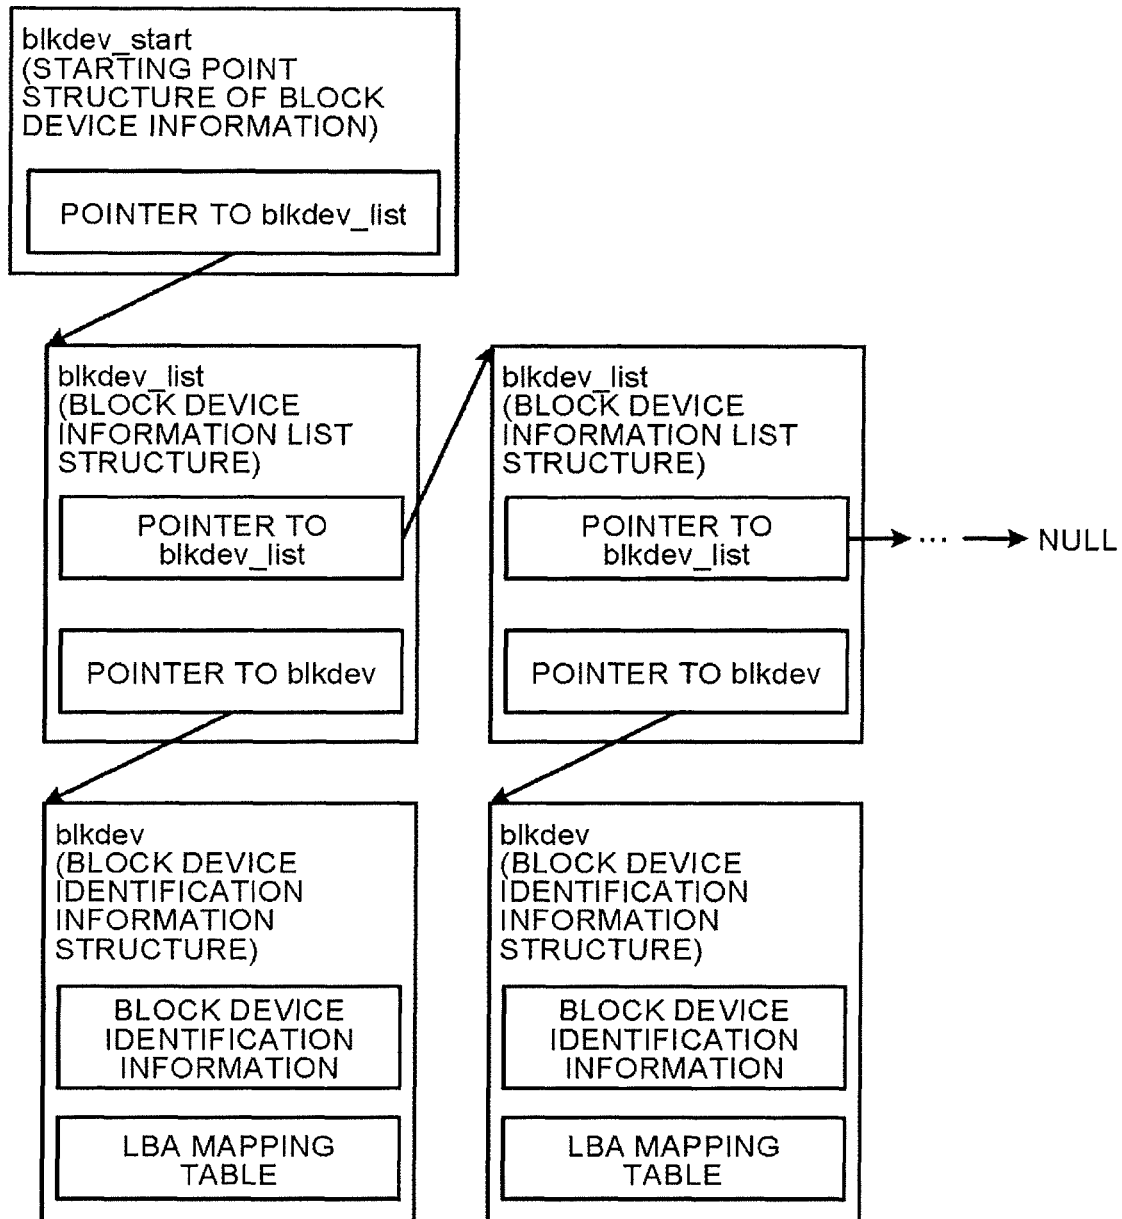 blkdev_start
(STARTING POINT
STRUCTURE OF BLOCK
DEVICE INFORMATION)
POINTER TO blkdev_list
blkdev_list
(BLOCK DEVICE
INFORMATION LIST
STRUCTURE)
POINTER TO
blkdev_list
POINTER TO blkdev
blkdev_list
(BLOCK DEVICE
INFORMATION LIST
STRUCTURE)
POINTER TO
blkdev_list
... 
NULL
POINTER TO blkdev
blkdev
(BLOCK DEVICE
IDENTIFICATION
INFORMATION
STRUCTURE)
BLOCK DEVICE
IDENTIFICATION
INFORMATION
LBA MAPPING
TABLE
blkdev
(BLOCK DEVICE
IDENTIFICATION
INFORMATION
STRUCTURE)
BLOCK DEVICE
IDENTIFICATION
INFORMATION
LBA MAPPING
TABLE